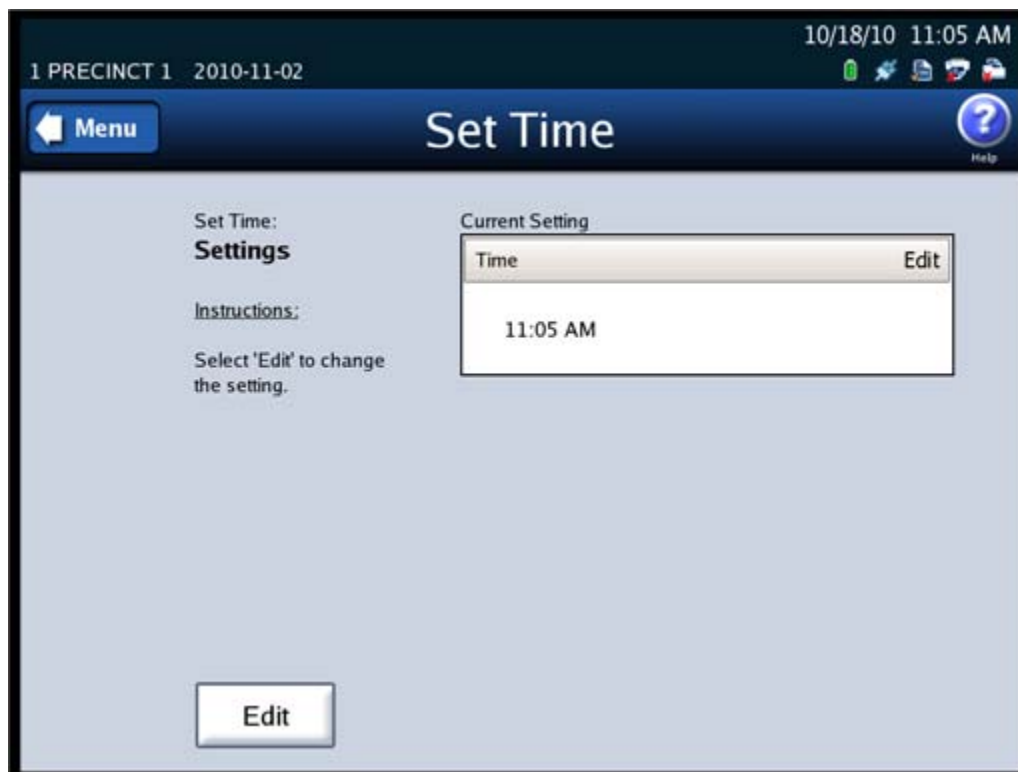 10/18/10 11:05 AM
1 PRECINCT 1 2010-11-02
Menu
Set Time
Help
Set Time:
Settings
Instructions:
Select 'Edit' to change
the setting.
Current Setting
Time Edit
11:05 AM
Edit